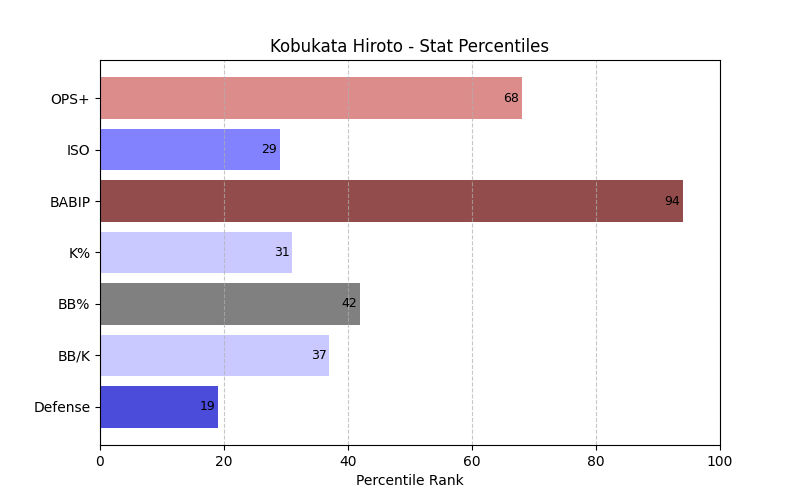 Kobukata Hiroto - Stat Percentiles
OPS+ 68
ISO 29
BABIP 94
K% 31
BB% 42
BB/K 37
Defense 19
0 20 40 60 80 100
Percentile Rank